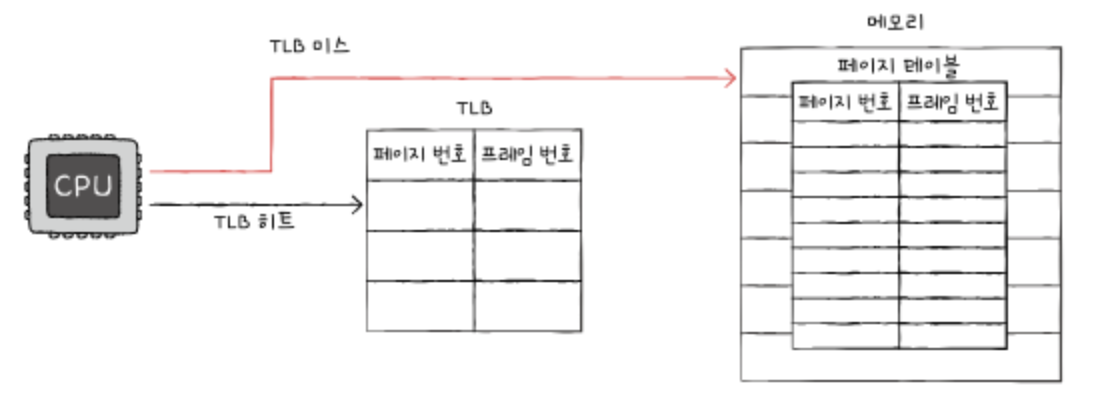 메모리
TLB 미스
페이지 테이블
TLB
페이지 번호 프레임 번호
페이지 번호 프레임 번호
CPU
TLB 히트